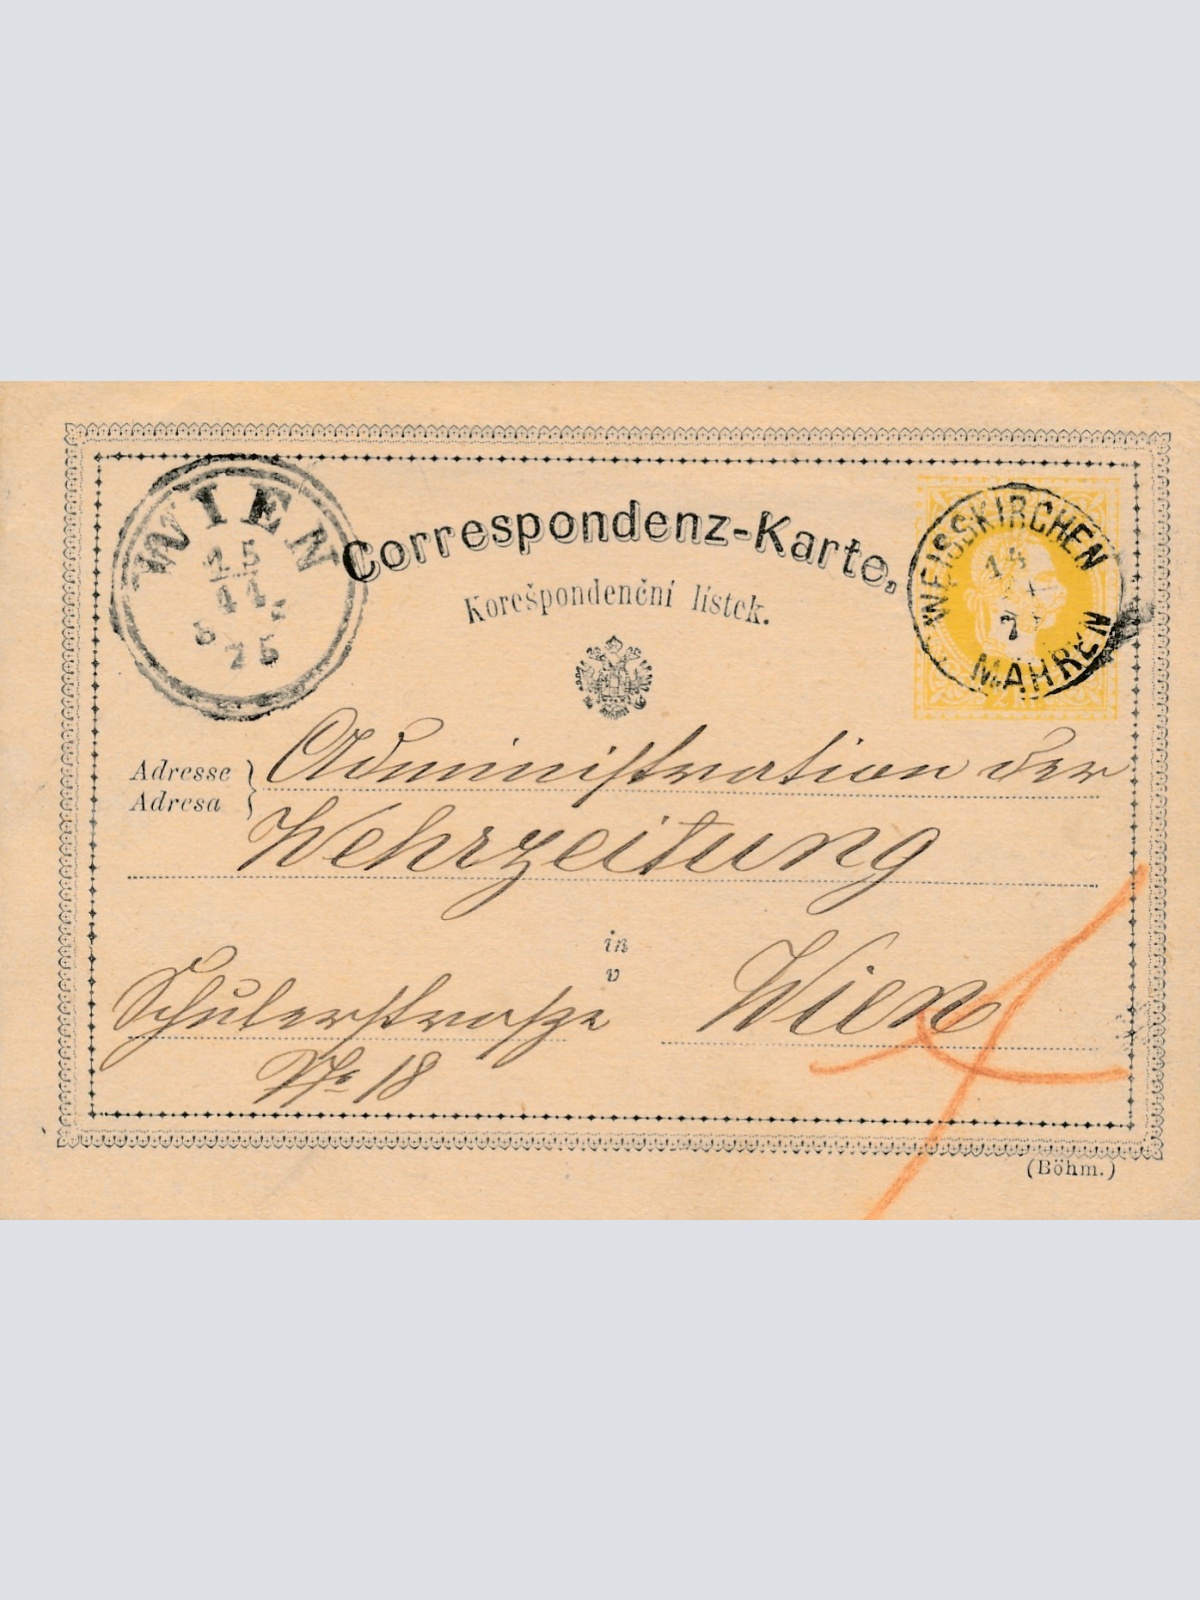 WIEN
15
4
8
75
Correspondenz-Karte.
Korešpondenční lístek.
WEISSKIRCHEN
MÄHREN
Adresse
Adresa
Administration der
Wehrzeitung
in
v
Wien
Schulerstraße
No 18
(Böhm.)